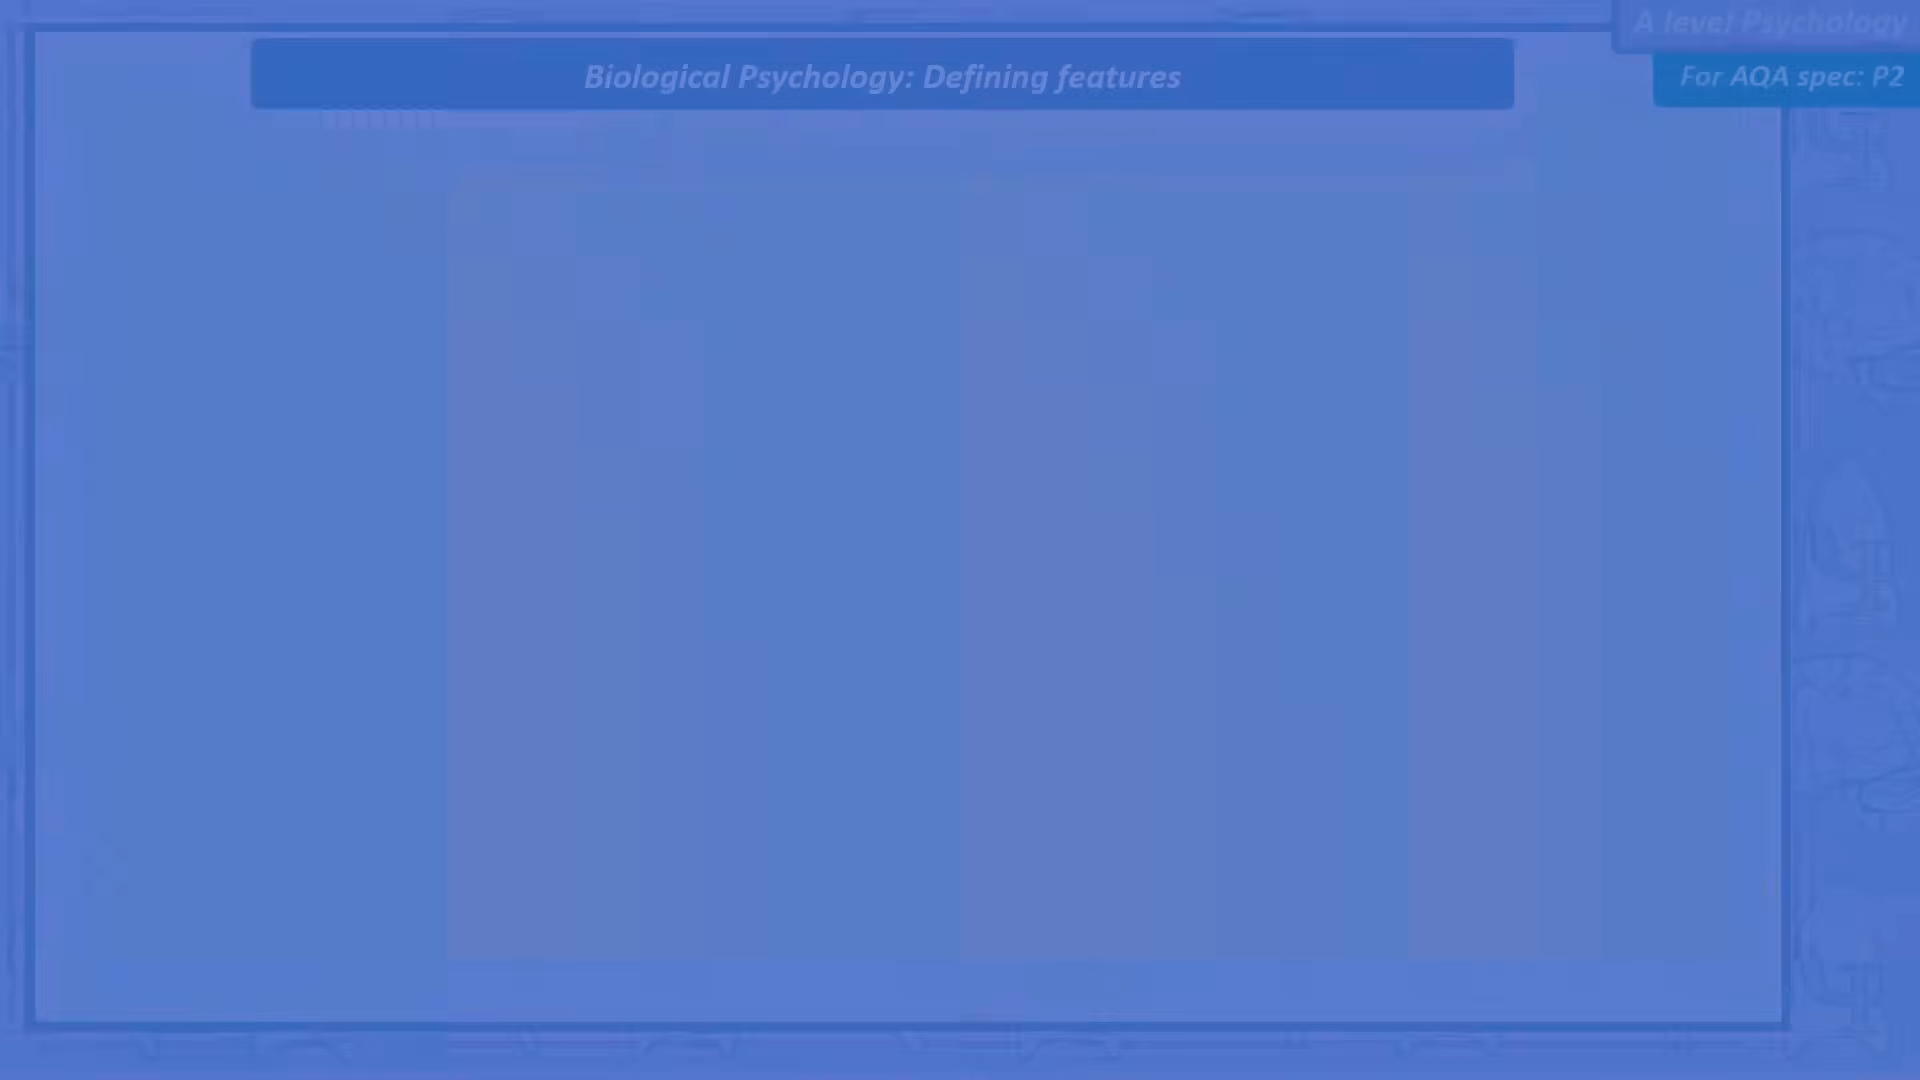 A level Psychology
Biological Psychology: Defining features
For AQA spec: P2